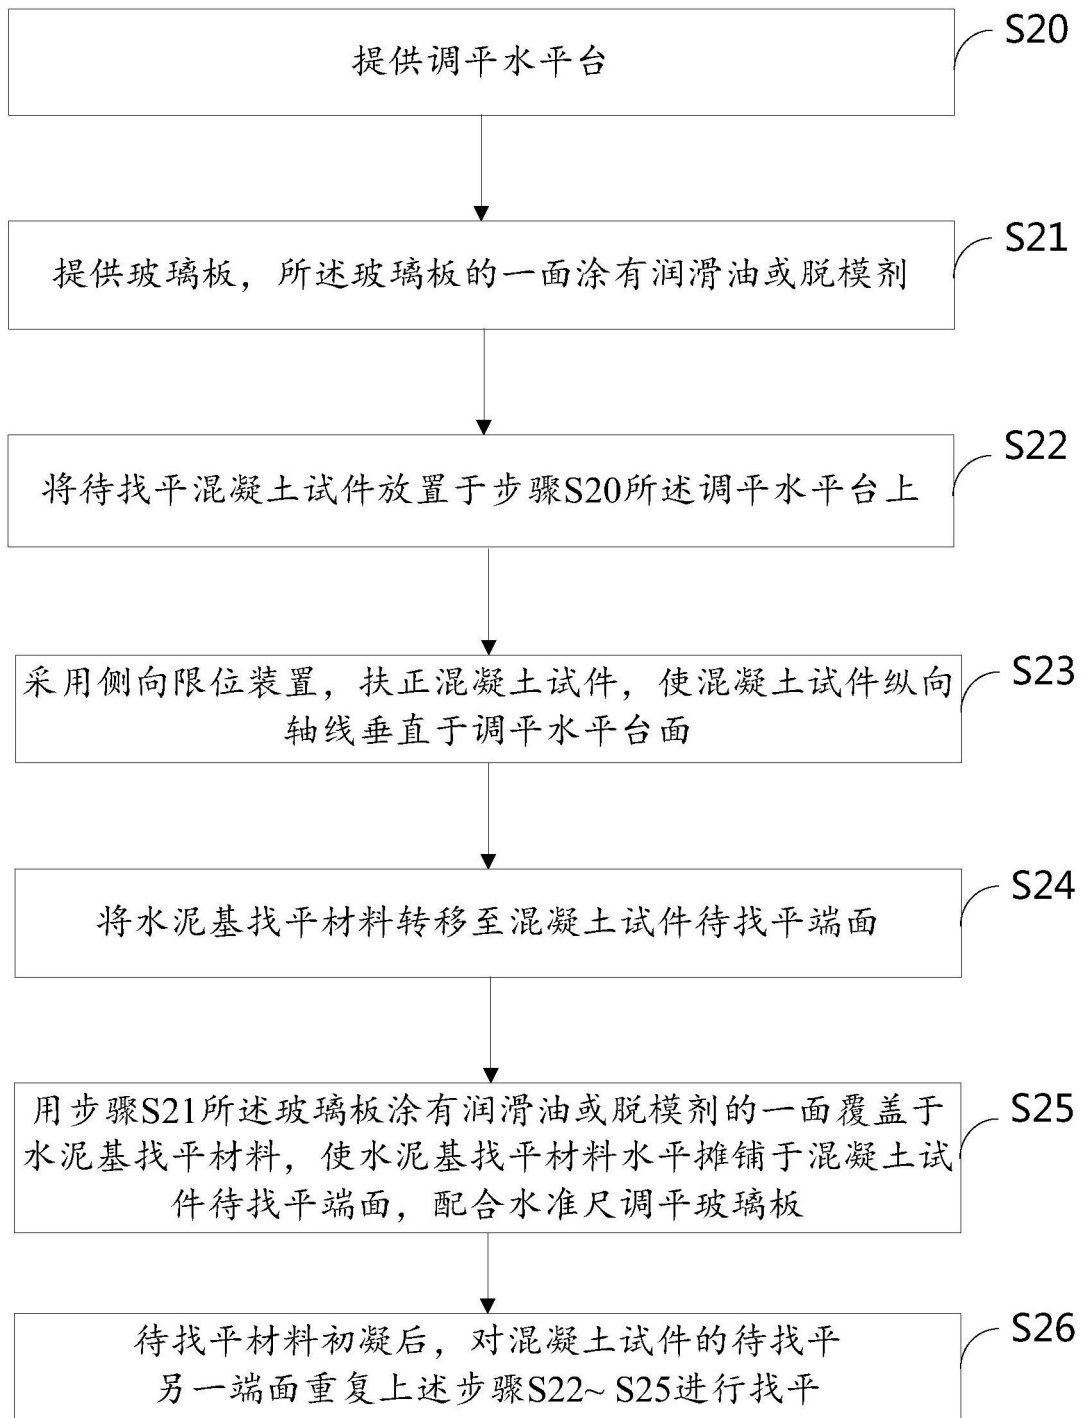 S20
提供调平水平台
S21
提供玻璃板，所述玻璃板的一面涂有润滑油或脱模剂
S22
将待找平混凝土试件放置于步骤S20所述调平水平台上
S23
采用侧向限位装置，扶正混凝土试件，使混凝土试件纵向
轴线垂直于调平水平台面
S24
将水泥基找平材料转移至混凝土试件待找平端面
S25
用步骤S21所述玻璃板涂有润滑油或脱模剂的一面覆盖于
水泥基找平材料，使水泥基找平材料水平摊铺于混凝土试
件待找平端面，配合水准尺调平玻璃板
S26
待找平材料初凝后，对混凝土试件的待找平
另一端面重复上述步骤S22~ S25进行找平